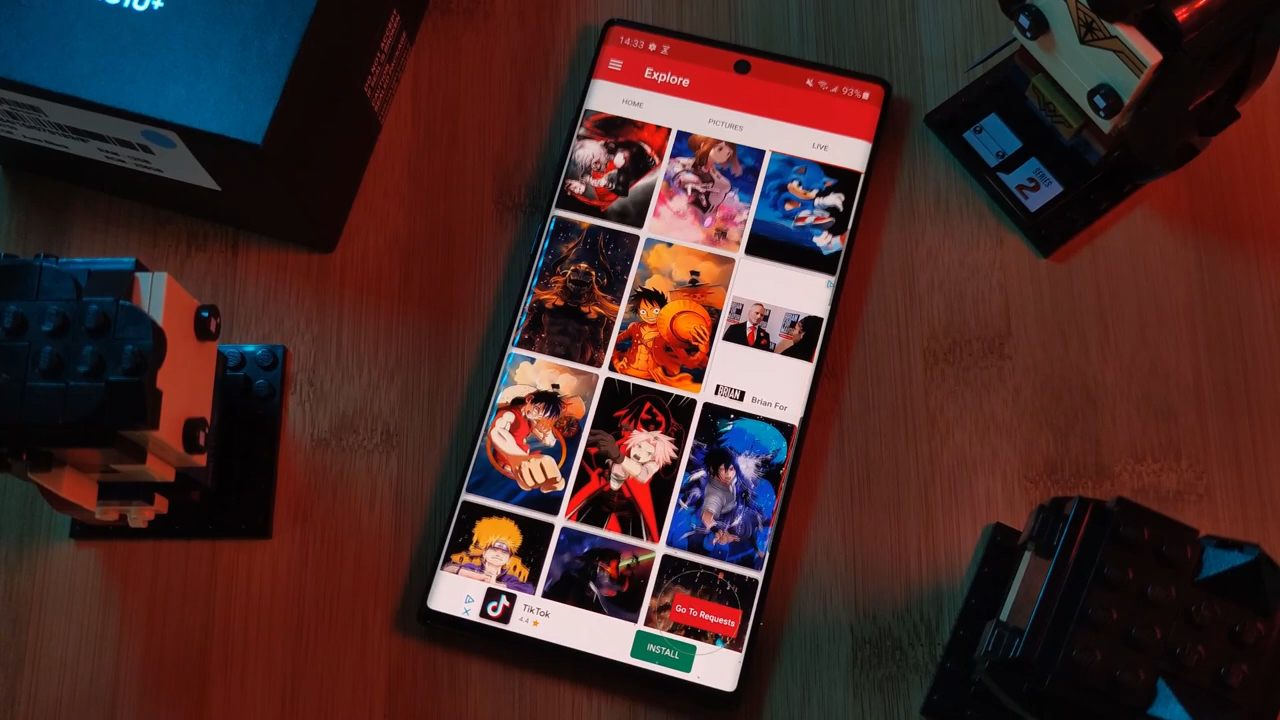 14:33
93%
Explore
HOME
PICTURES
LIVE
SERIES
2
BRIAN
Brian For
TikTok
4.4
Go To Requests
INSTALL